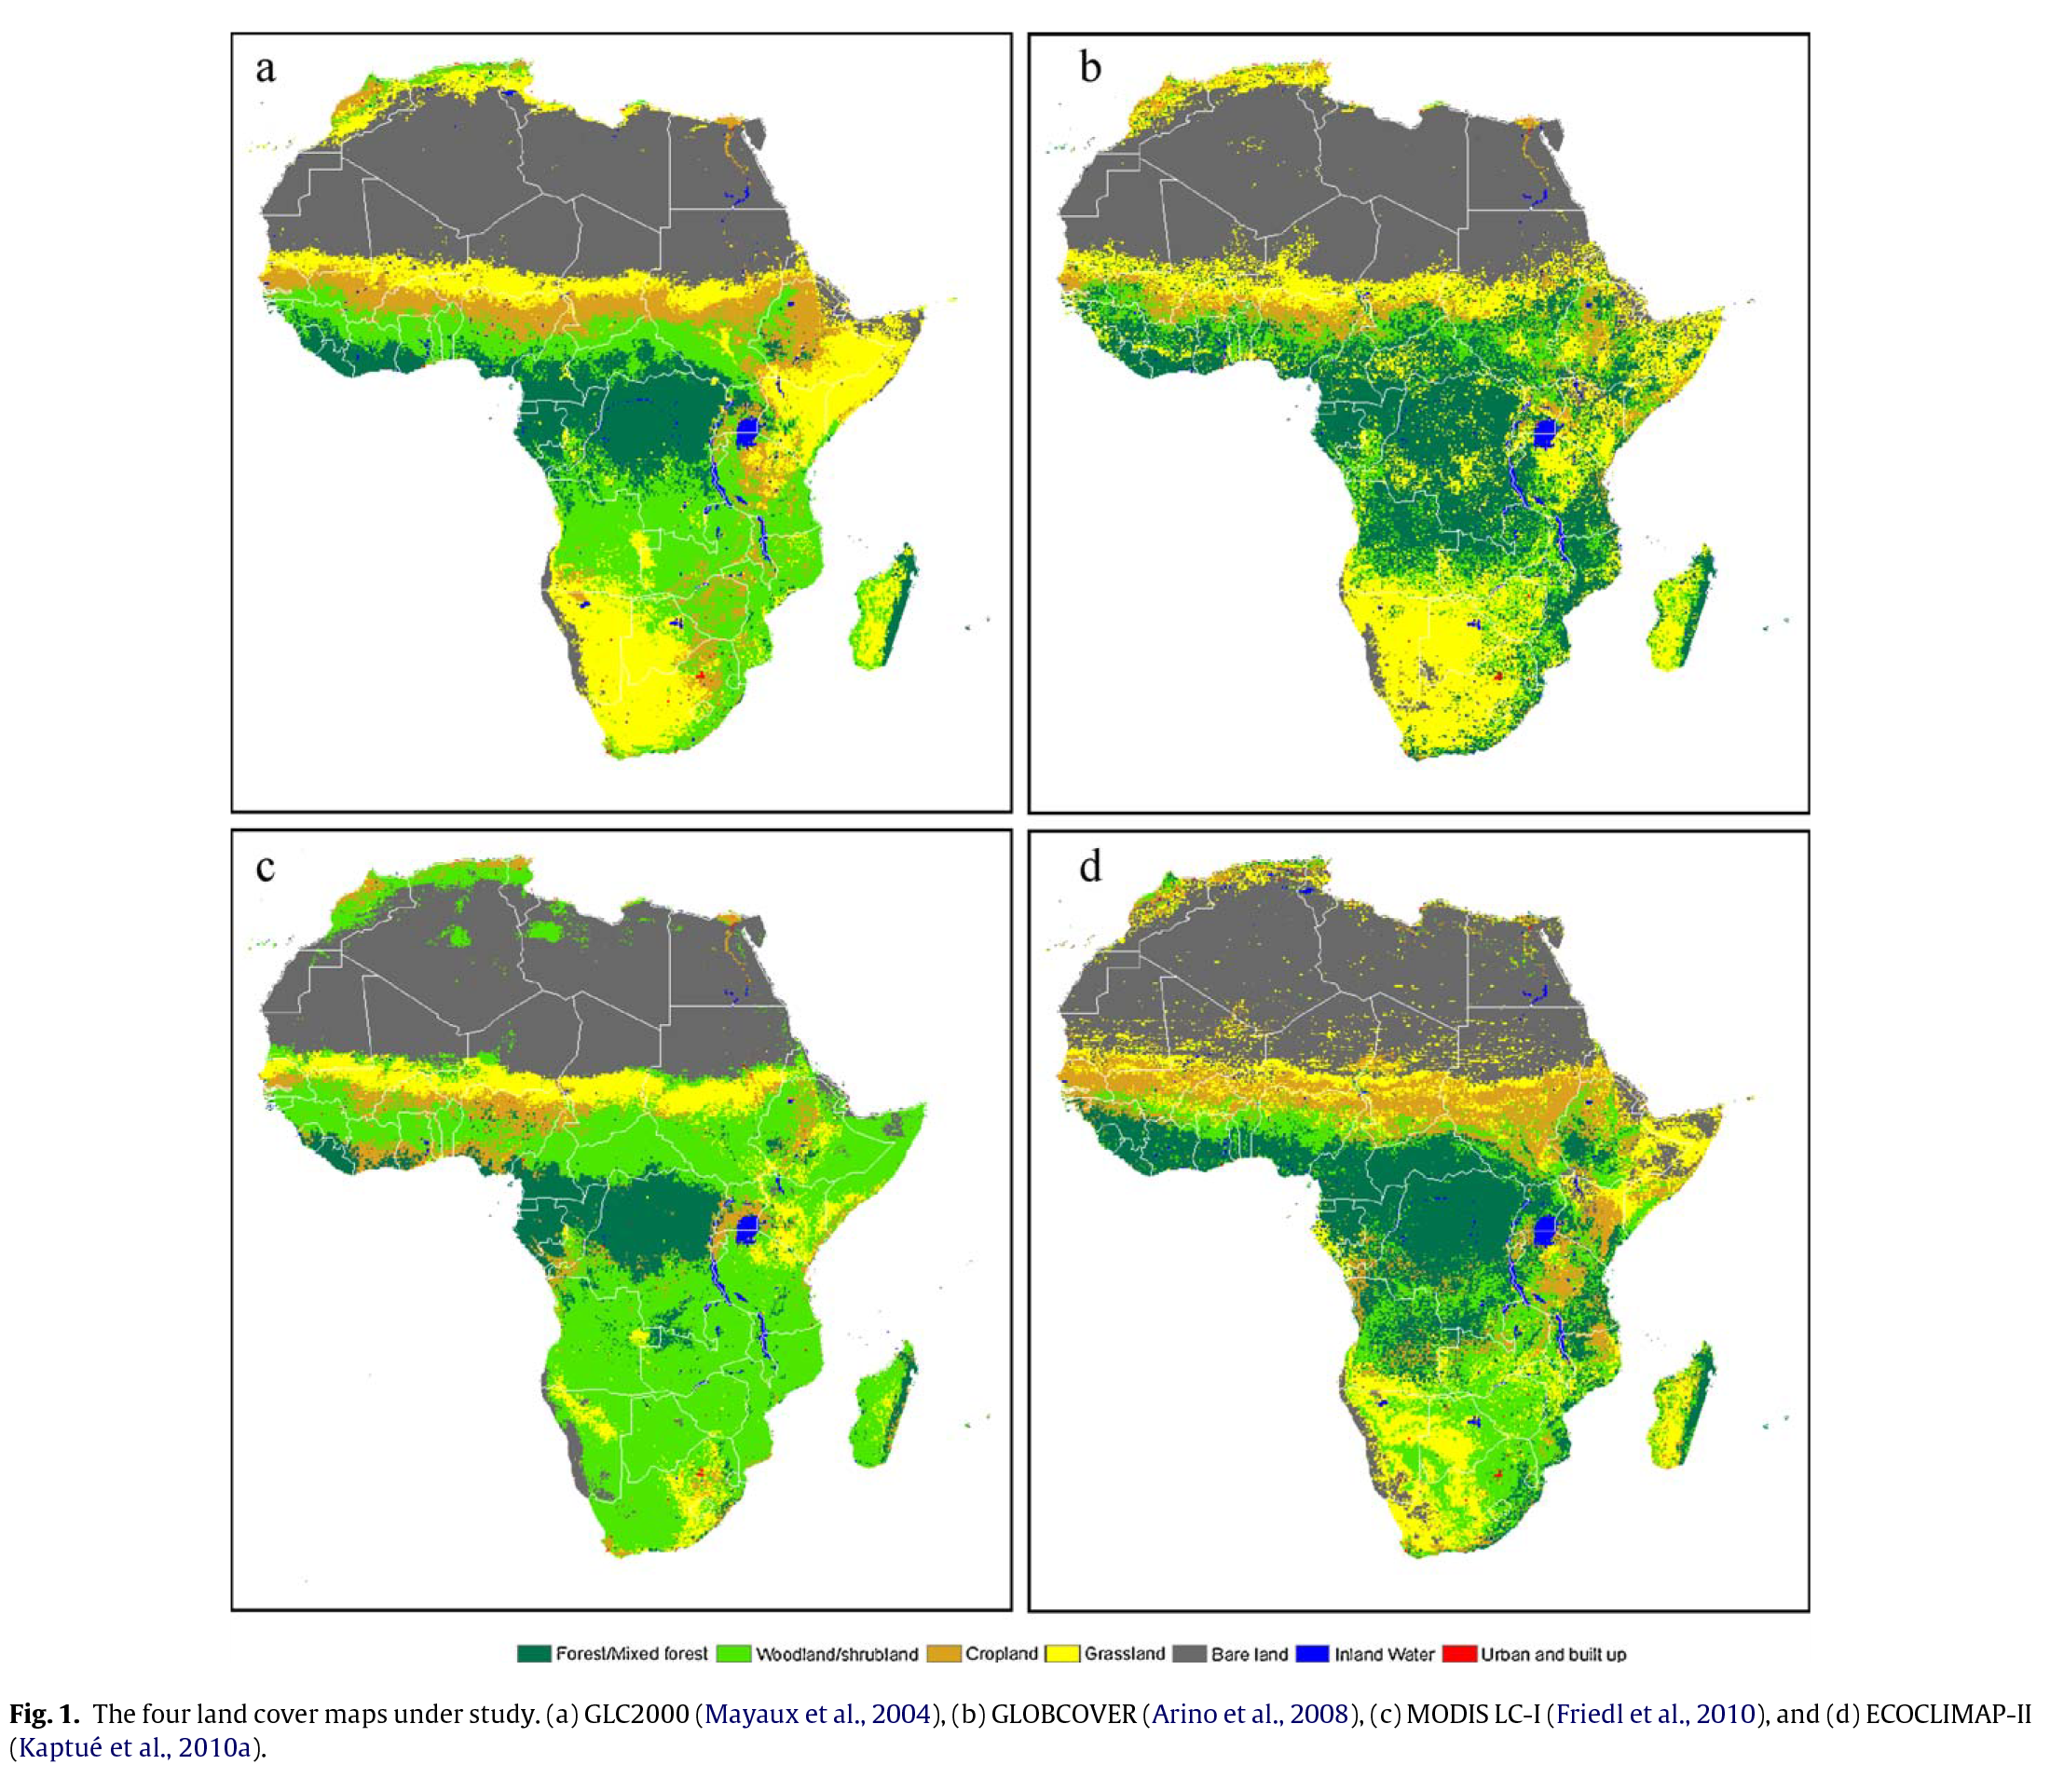 a
b
c
d
Forest/Mixed forest Woodland/shrubland Cropland Grassland Bare land Inland Water Urban and built up
Fig. 1. The four land cover maps under study. (a) GLC2000 (Mayaux et al., 2004), (b) GLOBCOVER (Arino et al., 2008), (c) MODIS LC-I (Friedl et al., 2010), and (d) ECOCLIMAP-II
(Kaptué et al., 2010a).